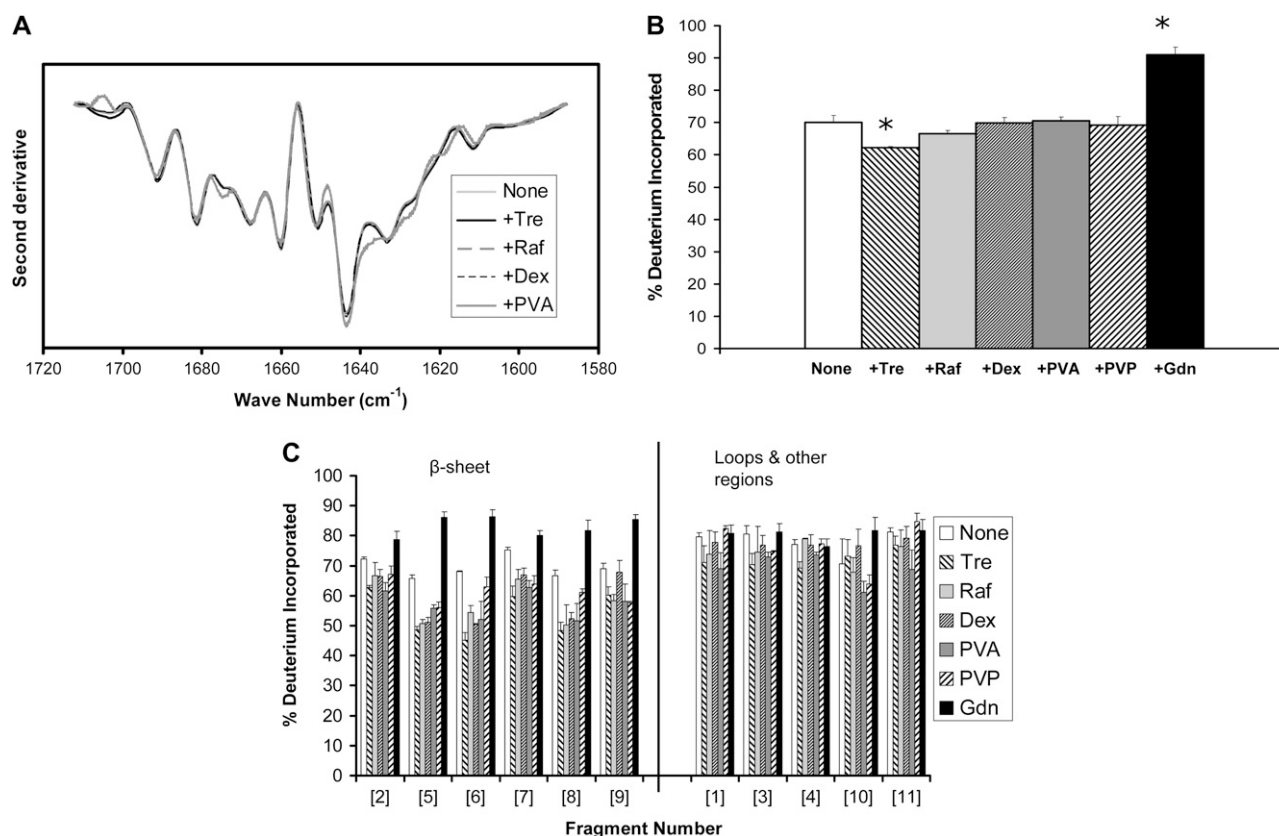 A
Second derivative
None
+Tre
+Raf
+Dex
+PVA
1720 1700 1680 1660 1640 1620 1600 1580
Wave Number (cm⁻¹)
B
% Deuterium Incorporated
100
90
80
70
60
50
40
30
20
10
0
*
*
None +Tre +Raf +Dex +PVA +PVP +Gdn
C
β-sheet
Loops & other
regions
% Deuterium Incorporated
100
90
80
70
60
50
40
30
20
10
0
[2] [5] [6] [7] [8] [9] [1] [3] [4] [10] [11]
Fragment Number
None
Tre
Raf
Dex
PVA
PVP
Gdn